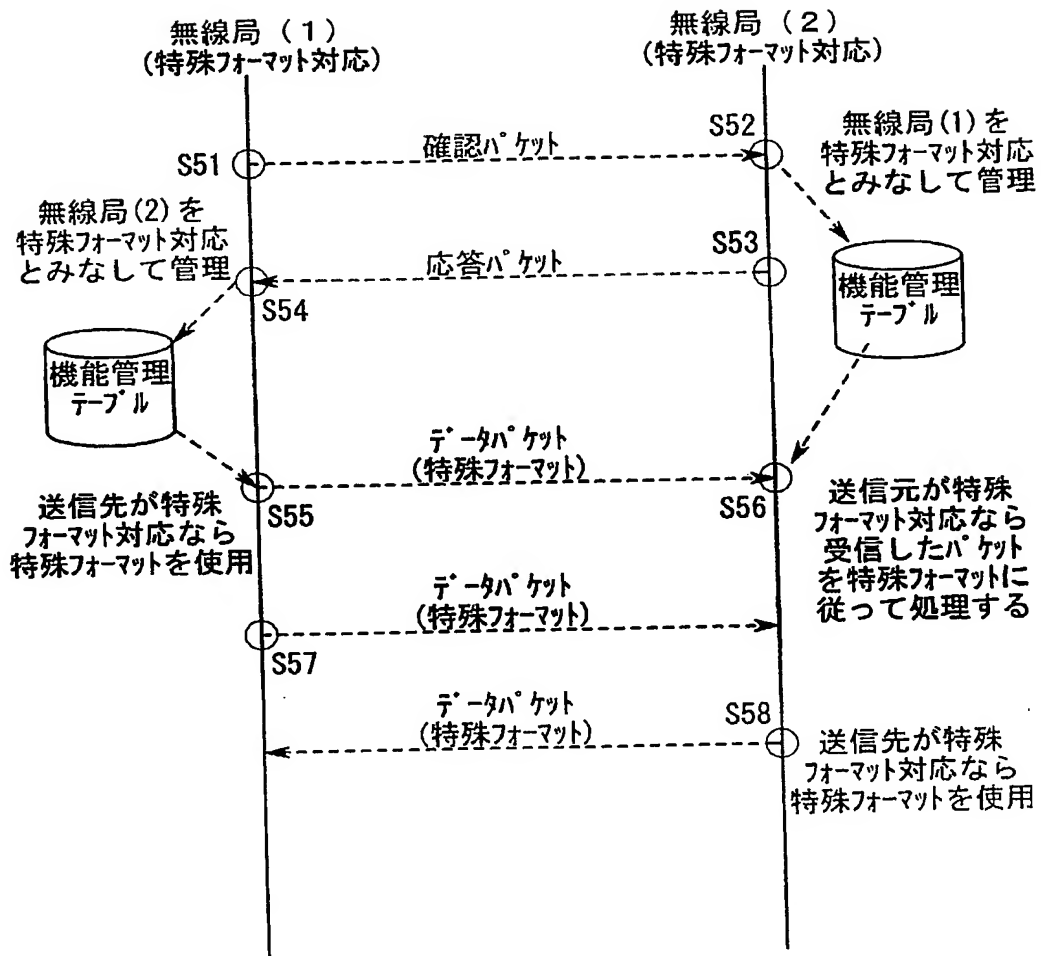 無線局（1）
（特殊フォーマット対応）
無線局（2）
（特殊フォーマット対応）
S51
確認パケット
S52
無線局(1)を
特殊フォーマット対応
とみなして管理
無線局(2)を
特殊フォーマット対応
とみなして管理
S54
応答パケット
S53
機能管理
テーブル
機能管理
テーブル
データパケット
（特殊フォーマット）
S55
S56
送信先が特殊
フォーマット対応なら
特殊フォーマットを使用
送信元が特殊
フォーマット対応なら
受信したパケット
を特殊フォーマットに
従って処理する
データパケット
（特殊フォーマット）
S57
データパケット
（特殊フォーマット）
S58
送信先が特殊
フォーマット対応なら
特殊フォーマットを使用